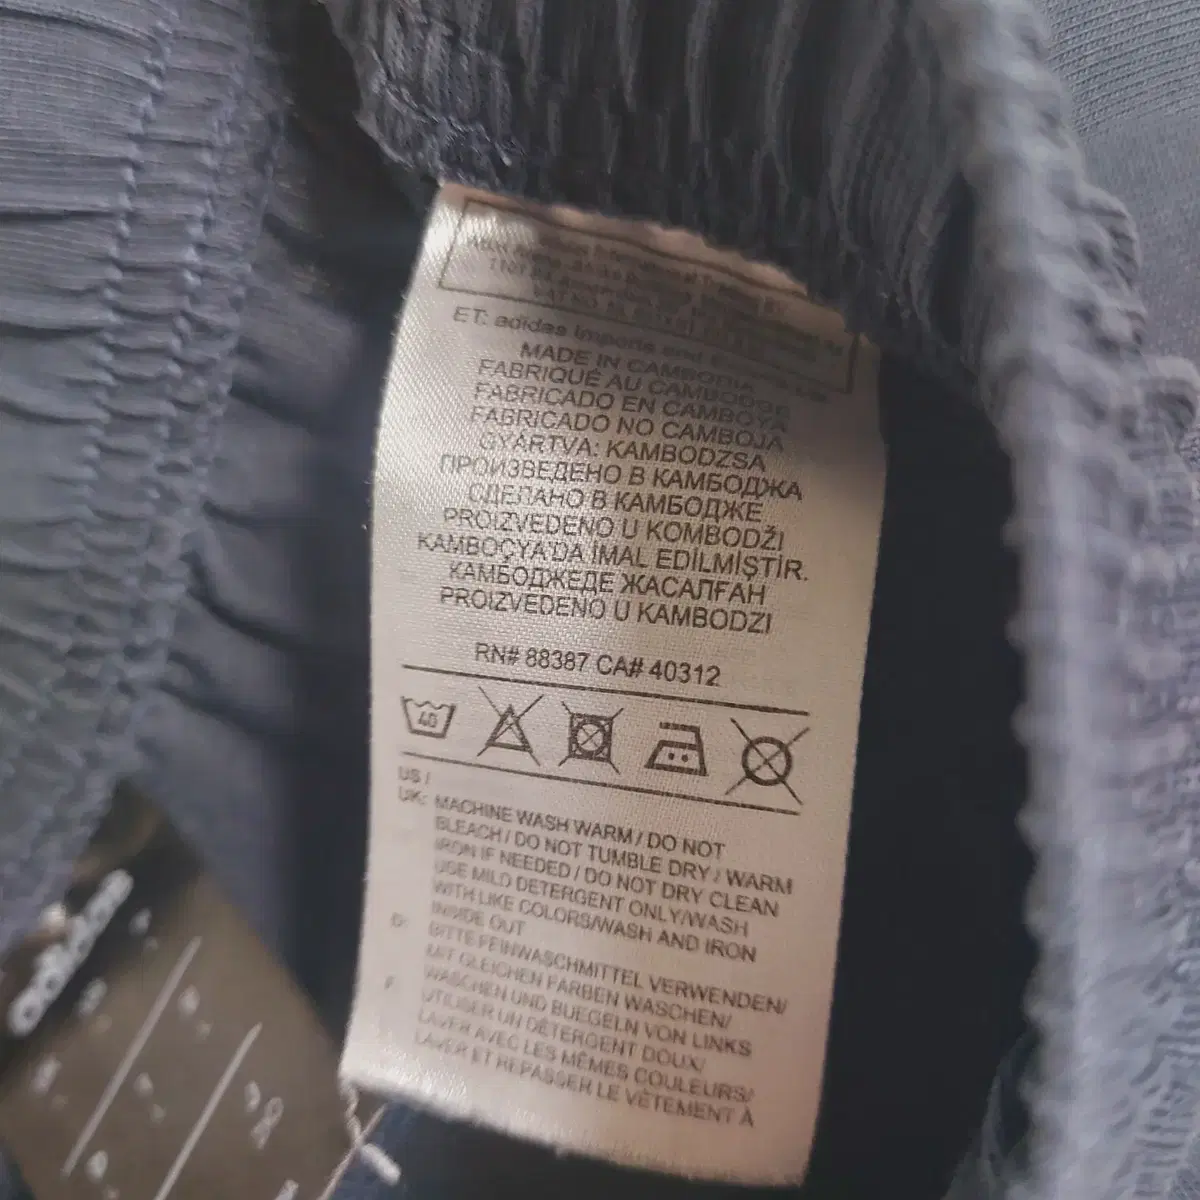 ET: adidas imports and
MADE IN CAMBODIA
FABRIQUÉ AU CAMBODGE
FABRICADO EN CAMBOYA
FABRICADO NO CAMBOJA
GYÁRTVA: KAMBODZSA
ПРОИЗВЕДЕНО В КАМБОДЖА
СДЕЛАНО В КАМБОДЖЕ
PROIZVEDENO U KOMBODŽI
KAMBOÇYA'DA İMAL EDİLMİŞTİR.
КАМБОДЖЕДЕ ЖАСАЛҒАН
PROIZVEDENO U KAMBODZI
RN# 88387 CA# 40312
40
US /
UK: MACHINE WASH WARM / DO NOT
BLEACH / DO NOT TUMBLE DRY / WARM
IRON IF NEEDED / DO NOT DRY CLEAN
USE MILD DETERGENT ONLY/WASH
WITH LIKE COLORS/WASH AND IRON
INSIDE OUT
D: BITTE FEINWASCHMITTEL VERWENDEN/
MIT GLEICHEN FARBEN WASCHEN/
WASCHEN UND BUEGELN VON LINKS
F: UTILISER UN DÉTERGENT DOUX/
LAVER AVEC LES MÊMES COULEURS/
LAVER ET REPASSER LE VÊTEMENT À
adidas